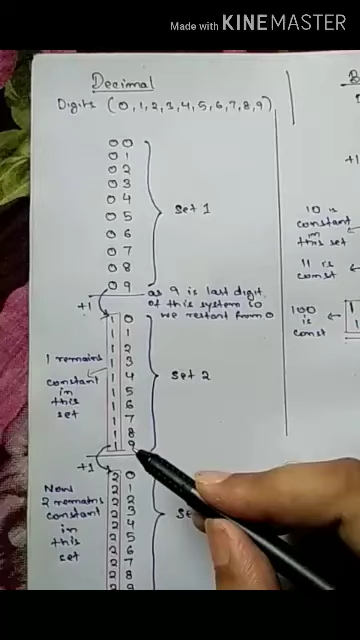 Made with KINEMASTER
Decimal
Digits (0,1,2,3,4,5,6,7,8,9)
00
01
02
03
04
05
06
07
08
09
Set 1
+1
as 9 is last digit
of this system so
we restart from 0
10
11
12
13
14
15
16
17
18
19
1 remains
constant in
this
set
Set 2
+1
20
21
22
23
24
25
26
27
28
29
Now
2 remains
constant
in
this
set
+1
10 is
constant
in
this set
11 is
const
100
is
const
1
1